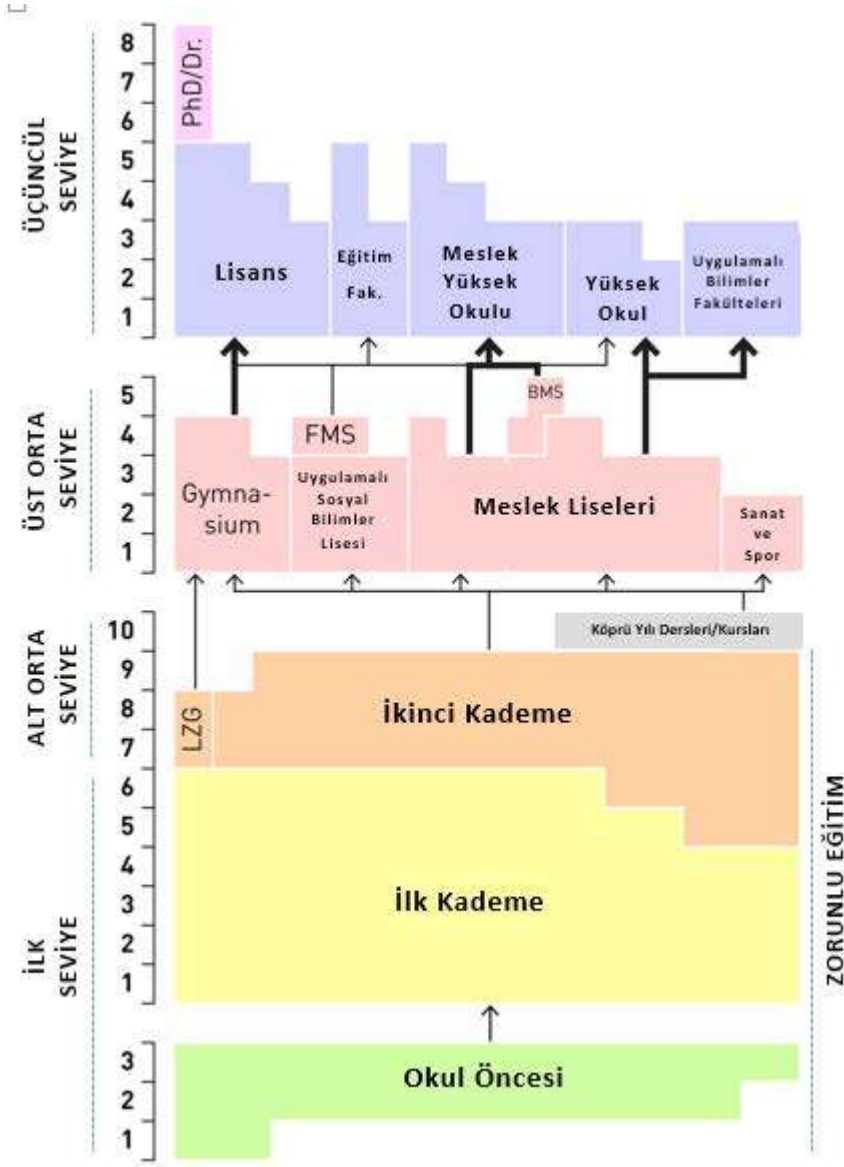 ÜÇÜNCÜL
SEVİYE
8
7
6
5
4
3
2
1
PhD/Dr.
Lisans
Eğitim
Fak.
Meslek
Yüksek
Okulu
Yüksek
Okul
Uygulamalı
Bilimler
Fakülteleri
ÜST ORTA
SEVİYE
5
4
3
2
1
Gymna-
sium
FMS
Uygulamalı
Sosyal
Bilimler
Lisesi
BMS
Meslek Liseleri
Sanat
ve
Spor
ALT ORTA
SEVİYE
10
9
8
7
Köprü Yılı Dersleri/Kursları
LZG
İkinci Kademe
İLK
SEVİYE
6
5
4
3
2
1
İlk Kademe
3
2
1
Okul Öncesi
ZORUNLU EĞİTİM